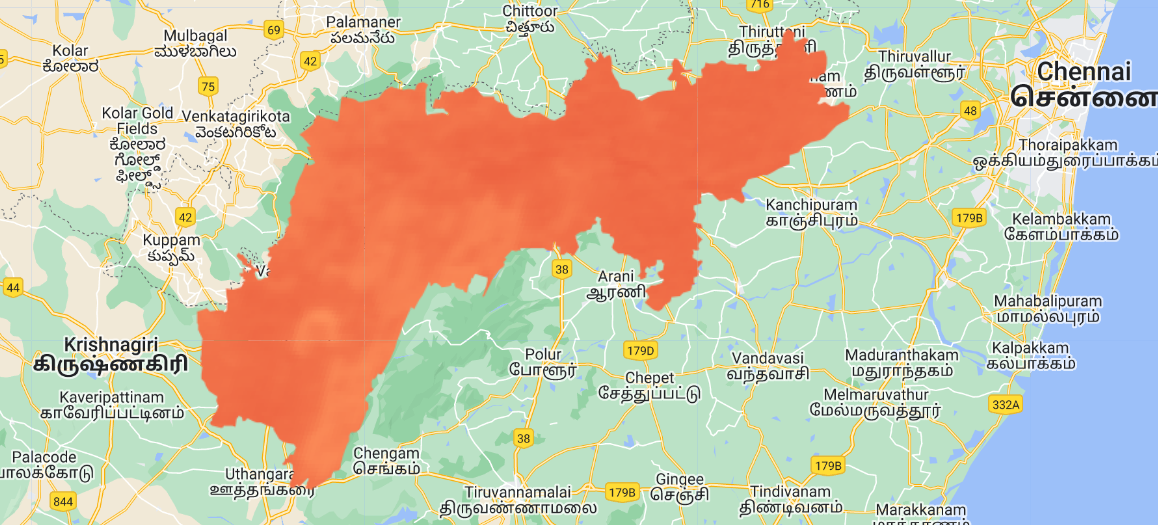 Chittoor
చిత్తూరు
716
Palamaner
పలమనేరు
69
Mulbagal
ಮುಳಬಾಗಿಲು
Kolar
ಕೋಲಾರ
42
75
Thiruttani
Thiruvallur
திருவள்ளூர்
Chennai
சென்னை
48
Kolar Gold
Fields
ಕೋಲಾರ
ಗೋಲ್ಡ್
ಫೀಲ್ಡ್ಸ್
Venkatagirikota
వెంకటగిరికోట
Thoraipakkam
ஒக்கியம்துரைப்பாக்கம்
42
Kanchipuram
காஞ்சிபுரம்
179B
Kelambakkam
கேளம்பாக்கம்
Kuppam
కుప్పమ్
38
Arani
ஆரணி
44
Mahabalipuram
மாமல்லபுரம்
Krishnagiri
கிருஷ்ணகிரி
Polur
போளூர்
179D
Vandavasi
வந்தவாசி
Maduranthakam
மதுராந்தகம்
Kalpakkam
கல்பாக்கம்
Chepet
சேத்துப்பட்டு
Kaveripattinam
காவேரிப்பட்டினம்
Melmaruvathur
மேல்மருவத்தூர்
332A
38
Palacode
பாலக்கோடு
Chengam
செங்கம்
Uthangara
ஊத்தங்கரை
179B
844
Tiruvannamalai
திருவண்ணாமலை
179B
Gingee
செஞ்சி
Tindivanam
திண்டிவனம்
Marakkanam